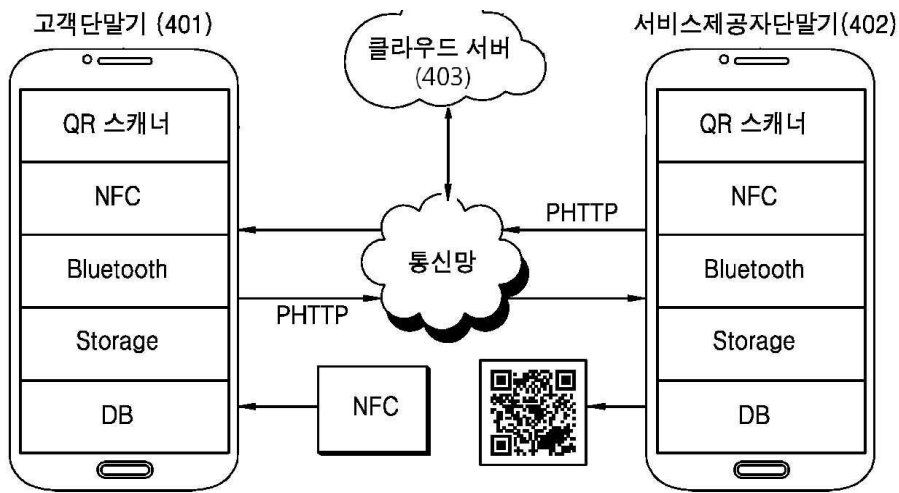 고객단말기 (401)
클라우드 서버
(403)
서비스제공자단말기(402)
QR 스캐너
NFC
Bluetooth
Storage
DB
통신망
PHTTP
PHTTP
NFC
QR 스캐너
NFC
Bluetooth
Storage
DB